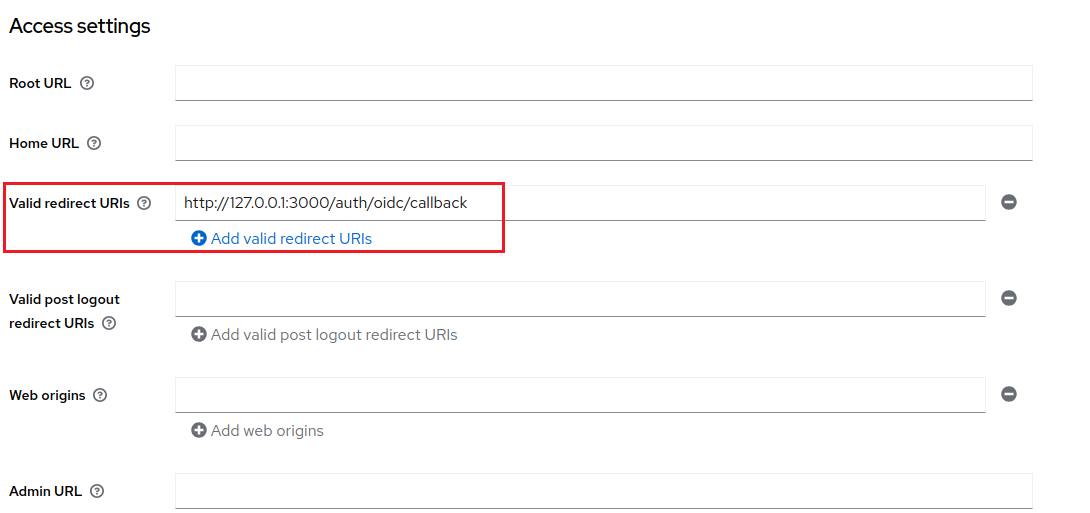 Access settings
Root URL
Home URL
Valid redirect URIs
http://127.0.0.1:3000/auth/oidc/callback
Add valid redirect URIs
Valid post logout
redirect URIs
Add valid post logout redirect URIs
Web origins
Add web origins
Admin URL